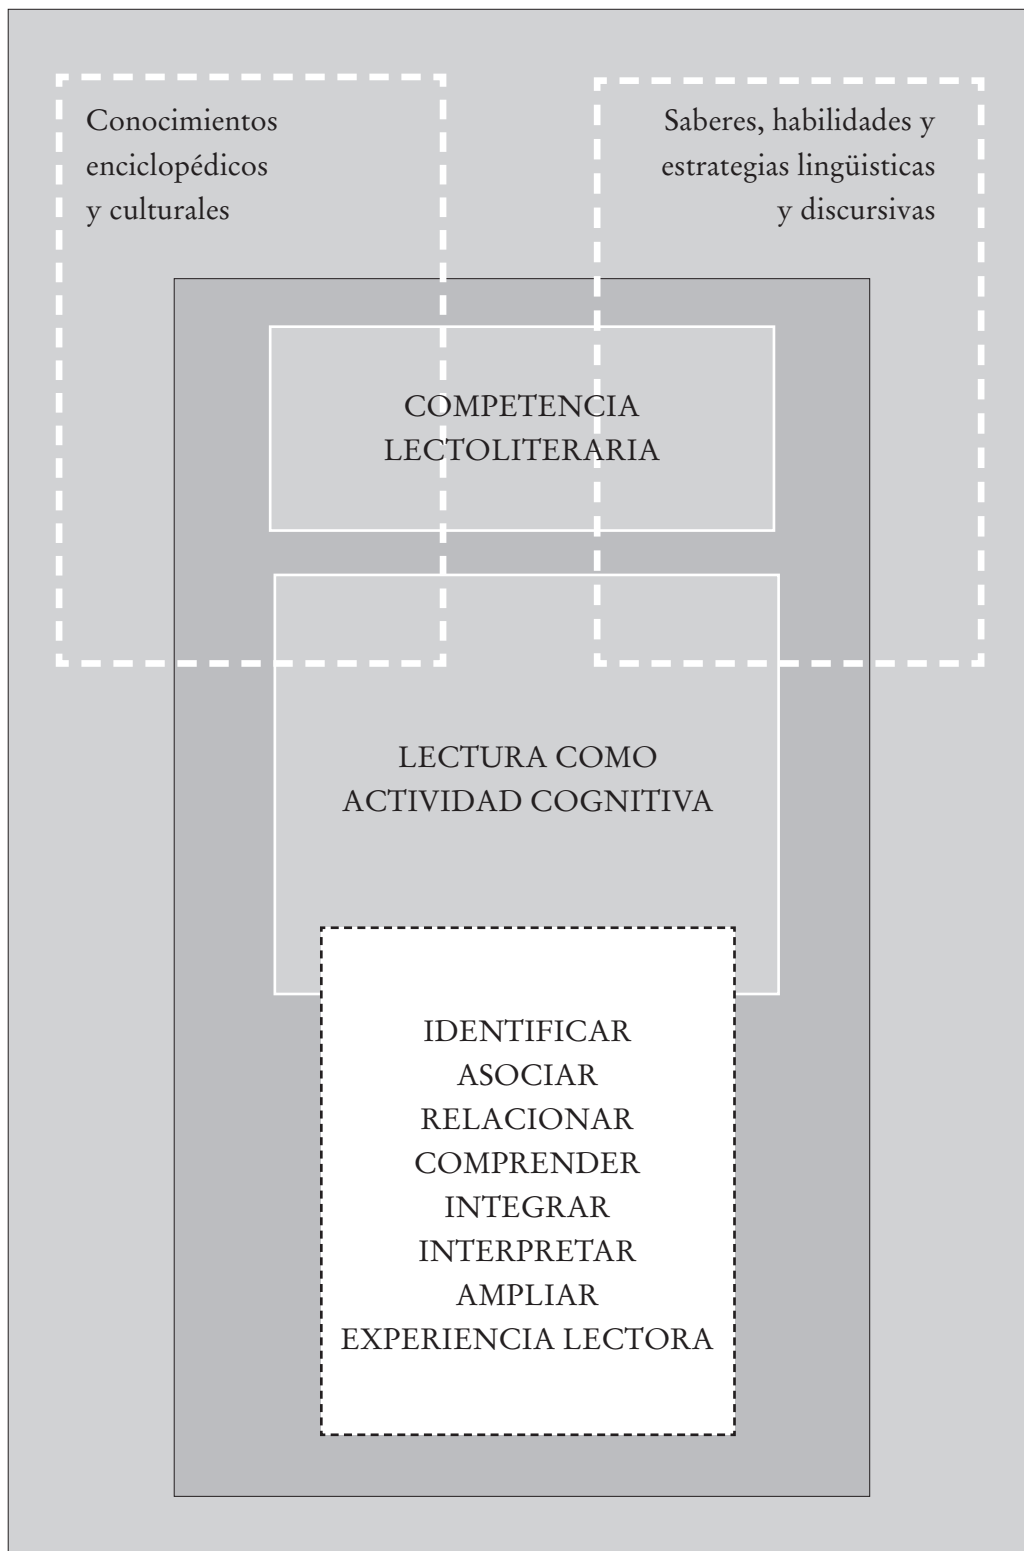 Conocimientos
enciclopédicos
y culturales
Saberes, habilidades y
estrategias lingüisticas
y discursivas
COMPETENCIA
LECTOLITERARIA
LECTURA COMO
ACTIVIDAD COGNITIVA
IDENTIFICAR
ASOCIAR
RELACIONAR
COMPRENDER
INTEGRAR
INTERPRETAR
AMPLIAR
EXPERIENCIA LECTORA